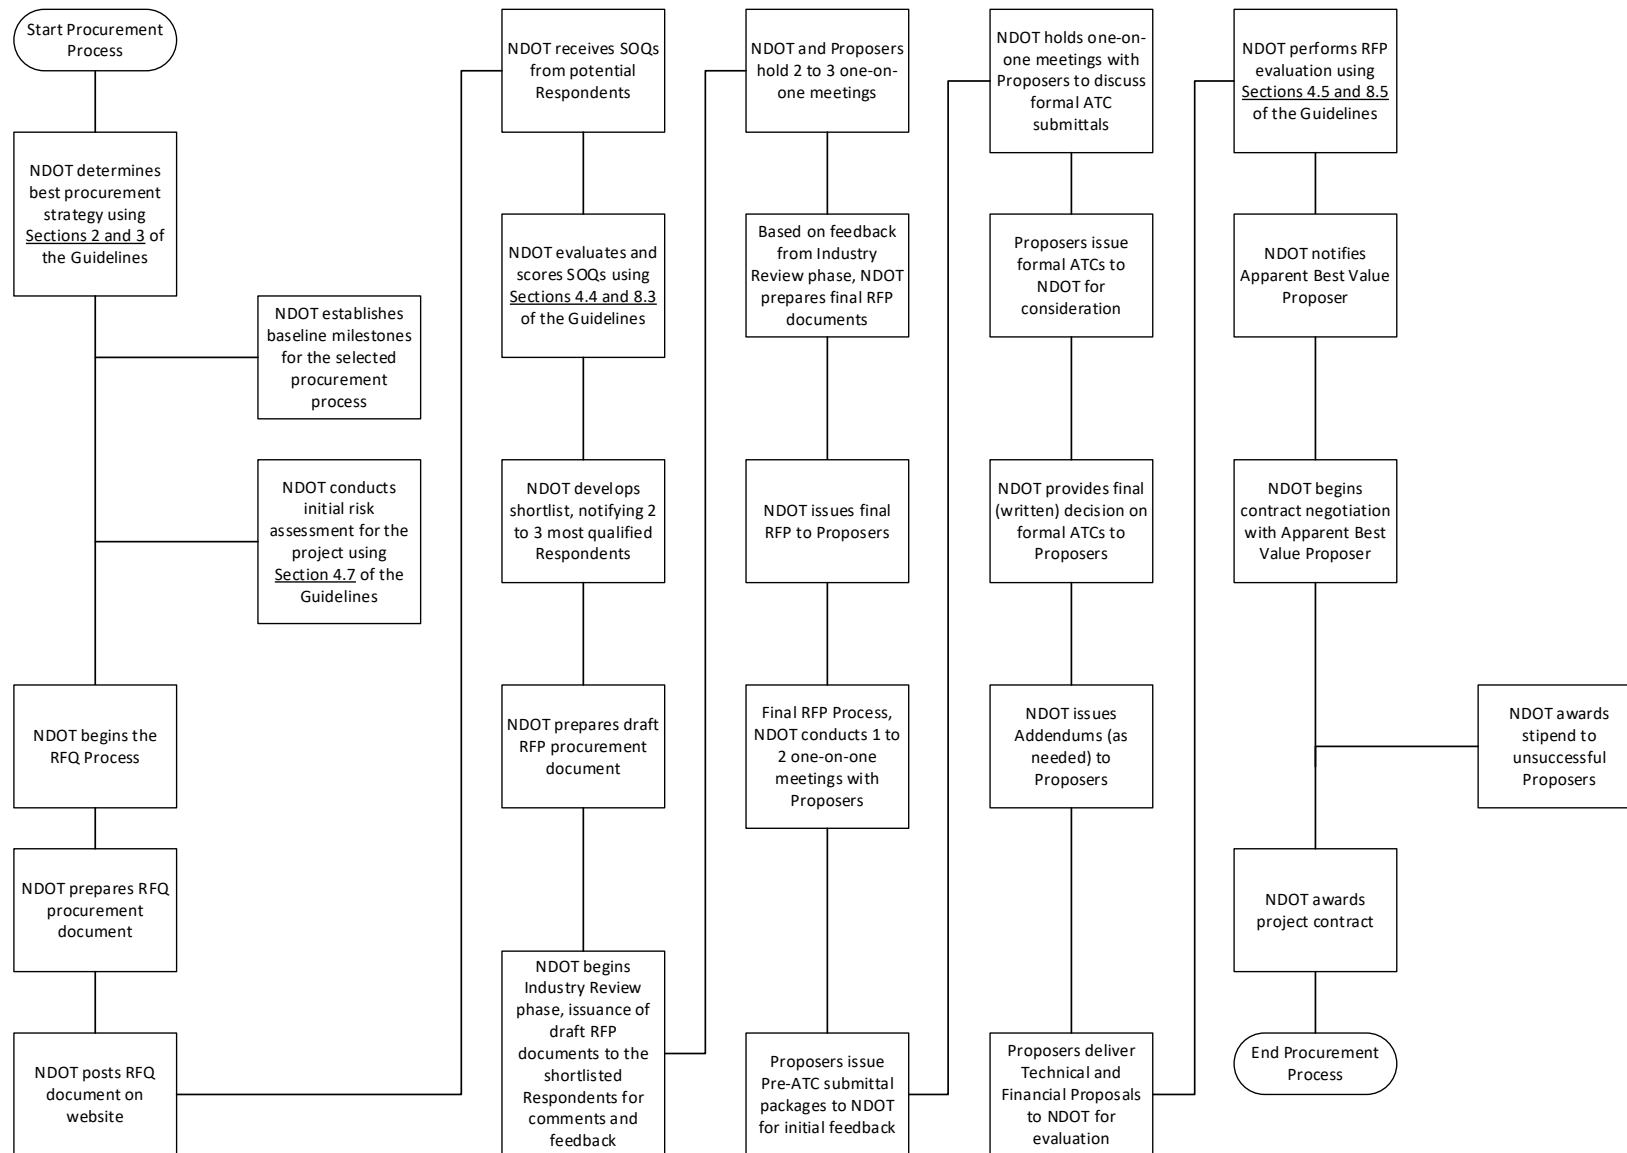 Start Procurement
Process
NDOT determines
best procurement
strategy using
Sections 2 and 3 of
the Guidelines
NDOT establishes
baseline milestones
for the selected
procurement
process
NDOT conducts
initial risk
assessment for the
project using
Section 4.7 of the
Guidelines
NDOT begins the
RFQ Process
NDOT prepares RFQ
procurement
document
NDOT posts RFQ
document on
website
NDOT receives SOQs
from potential
Respondents
NDOT evaluates and
scores SOQs using
Sections 4.4 and 8.3
of the Guidelines
NDOT develops
shortlist, notifying 2
to 3 most qualified
Respondents
NDOT prepares draft
RFP procurement
document
NDOT begins
Industry Review
phase, issuance of
draft RFP
documents to the
shortlisted
Respondents for
comments and
feedback
NDOT and Proposers
hold 2 to 3 one-on-
one meetings
Based on feedback
from Industry
Review phase, NDOT
prepares final RFP
documents
NDOT issues final
RFP to Proposers
Final RFP Process,
NDOT conducts 1 to
2 one-on-one
meetings with
Proposers
Proposers issue
Pre-ATC submittal
packages to NDOT
for initial feedback
NDOT holds one-on-
one meetings with
Proposers to discuss
formal ATC
submittals
Proposers issue
formal ATCs to
NDOT for
consideration
NDOT provides final
(written) decision on
formal ATCs to
Proposers
NDOT issues
Addendums (as
needed) to
Proposers
Proposers deliver
Technical and
Financial Proposals
to NDOT for
evaluation
NDOT performs RFP
evaluation using
Sections 4.5 and 8.5
of the Guidelines
NDOT notifies
Apparent Best Value
Proposer
NDOT begins
contract negotiation
with Apparent Best
Value Proposer
NDOT awards
stipend to
unsuccessful
Proposers
NDOT awards
project contract
End Procurement
Process